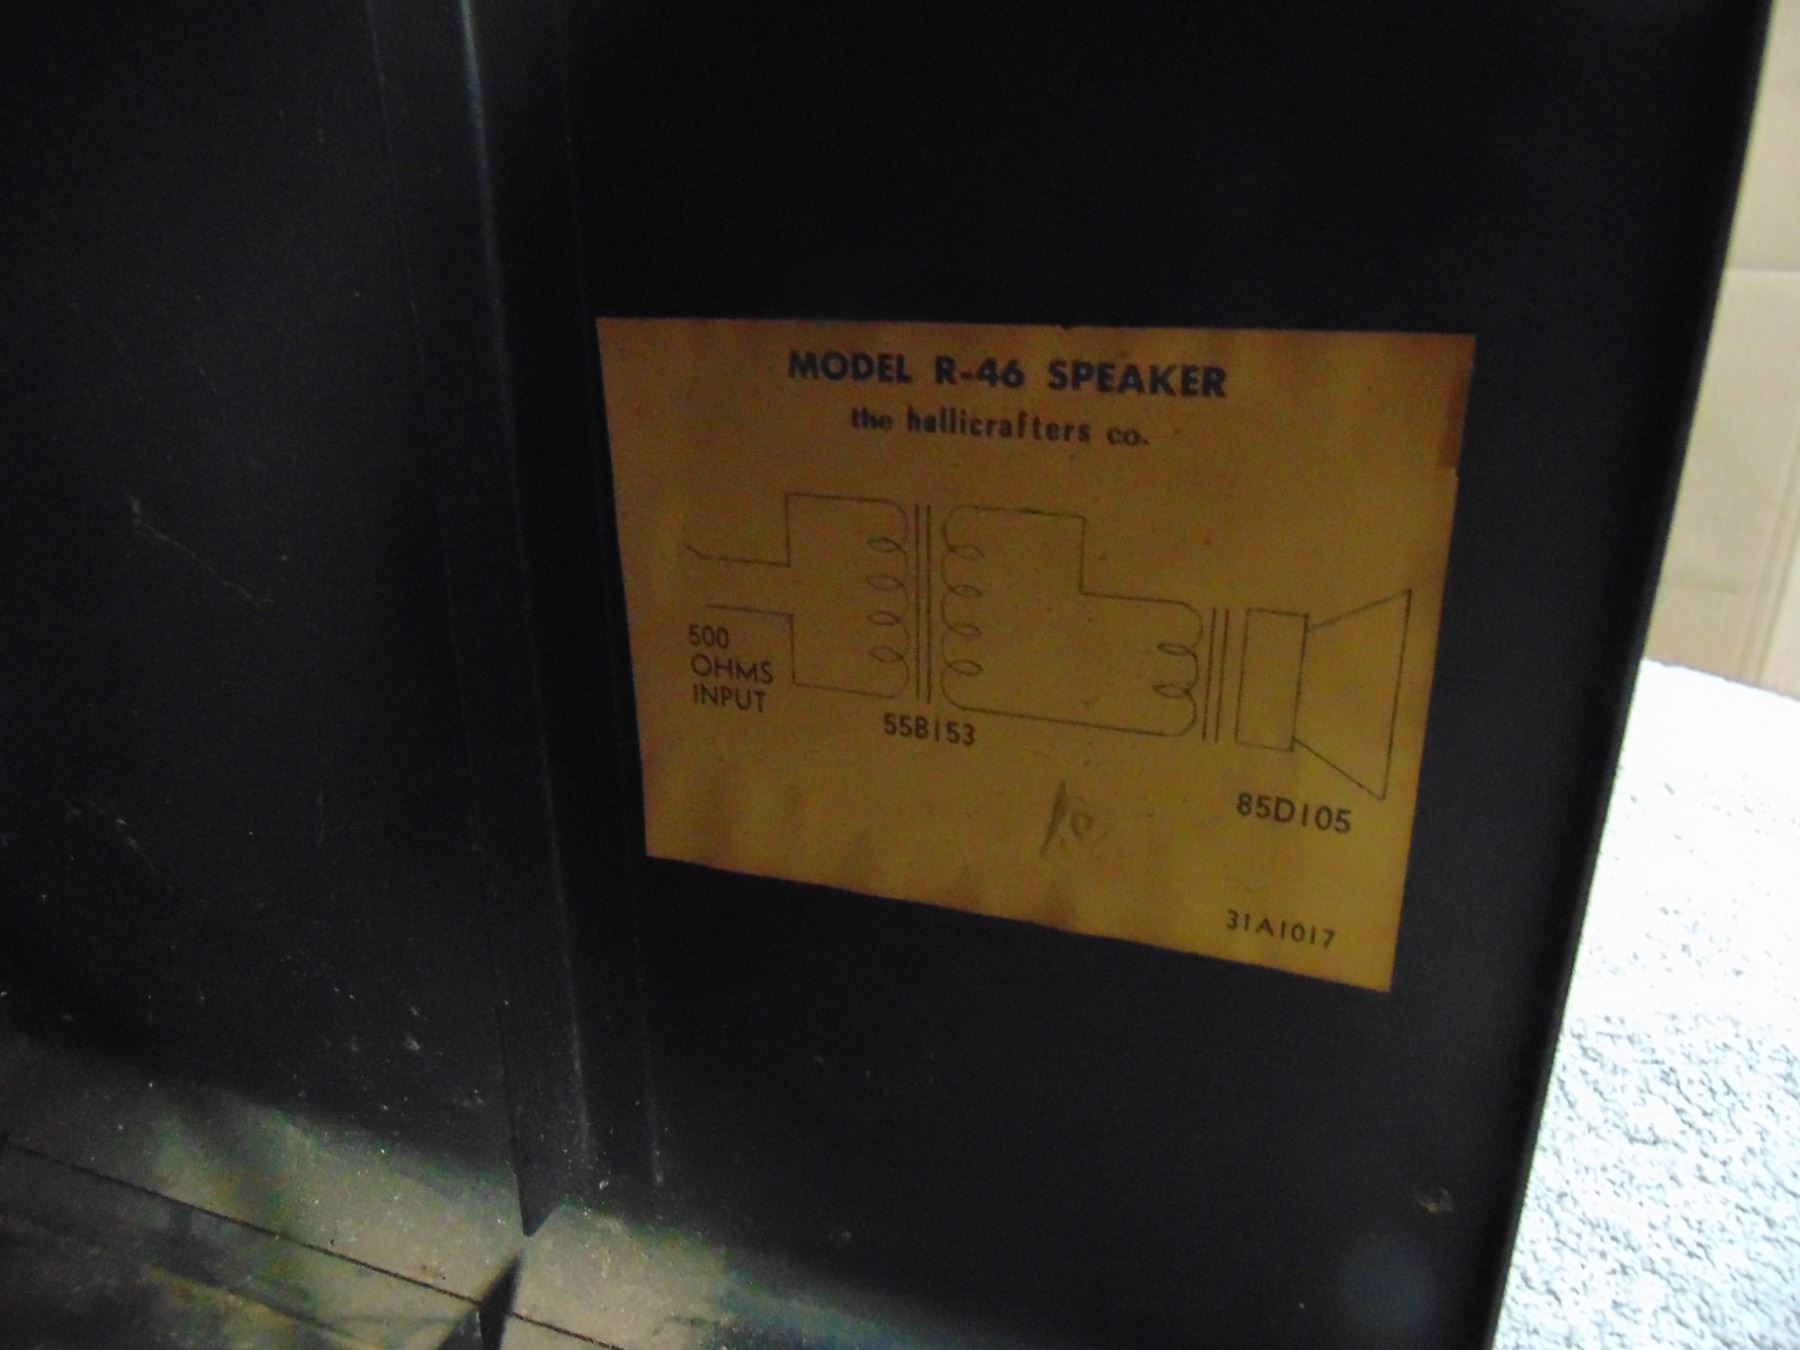 MODEL R-46 SPEAKER
the hallicrafters co.
500
OHMS
INPUT
55B153
85D105
31A1017